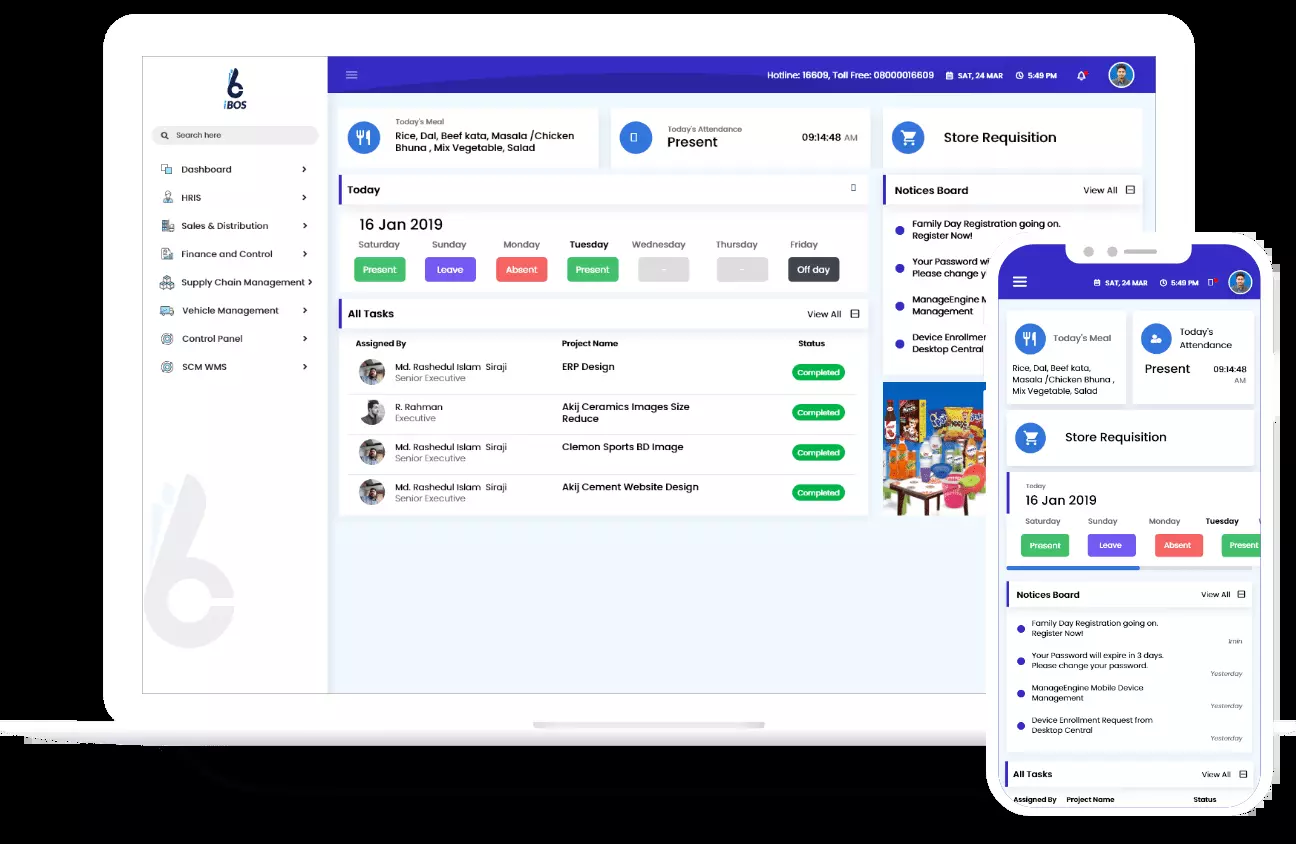 iBOS
Search here
Dashboard
HRIS
Sales & Distribution
Finance and Control
Supply Chain Management
Vehicle Management
Control Panel
SCM WMS
Hotline: 16609, Toll Free: 08000016609
SAT, 24 MAR
5:49 PM
Today's Meal
Rice, Dal, Beef kata, Masala /Chicken
Bhuna , Mix Vegetable, Salad
Today's Attendance
Present
09:14:48 AM
Store Requisition
Today
16 Jan 2019
Saturday Sunday Monday Tuesday Wednesday Thursday Friday
Present Leave Absent Present - - Off day
All Tasks
View All
Assigned By Project Name Status
Md. Rashedul Islam Siraji ERP Design
Senior Executive
Completed
R. Rahman Akij Ceramics Images Size
Executive Reduce
Completed
Md. Rashedul Islam Siraji Clemon Sports BD Image
Senior Executive
Completed
Md. Rashedul Islam Siraji Akij Cement Website Design
Senior Executive
Completed
Notices Board
View All
Family Day Registration going on.
Register Now!
Your Password wi
Please change y
ManageEngine M
Management
Device Enrollmer
Desktop Central
SAT, 24 MAR
5:49 PM
Today's Meal
Rice, Dal, Beef kata,
Masala /Chicken Bhuna ,
Mix Vegetable, Salad
Today's
Attendance
Present
09:14:48
AM
Store Requisition
Today
16 Jan 2019
Saturday Sunday Monday Tuesday
Present Leave Absent Present
Notices Board
View All
Family Day Registration going on.
Register Now!
1min
Your Password will expire in 3 days.
Please change your password.
Yesterday
ManageEngine Mobile Device
Management
Yesterday
Device Enrollment Request from
Desktop Central
Yesterday
All Tasks
View All
Assigned By Project Name Status